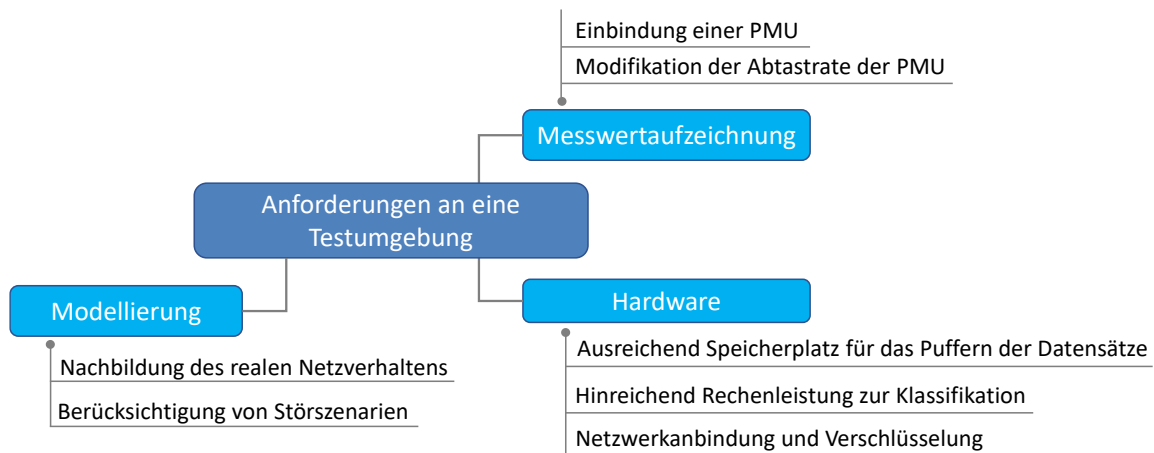 Einbindung einer PMU
Modifikation der Abtastrate der PMU
Messwertaufzeichnung
Anforderungen an eine
Testumgebung
Modellierung
Nachbildung des realen Netzverhaltens
Berücksichtigung von Störszenarien
Hardware
Ausreichend Speicherplatz für das Puffern der Datensätze
Hinreichend Rechenleistung zur Klassifikation
Netzwerkanbindung und Verschlüsselung